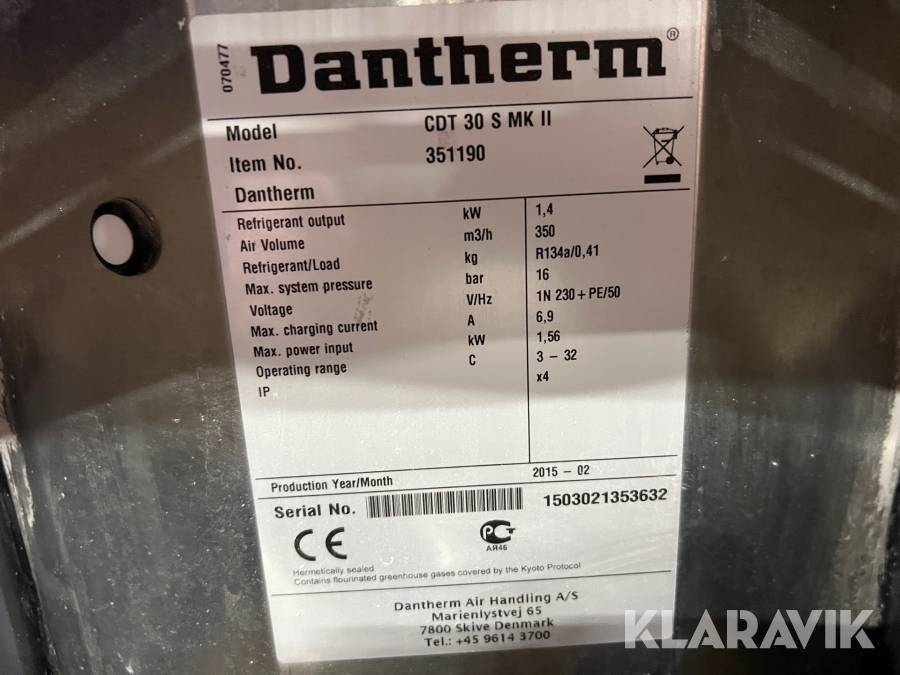 070477
Dantherm®
Model CDT 30 S MK II
Item No. 351190
Dantherm
Refrigerant output kW 1,4
Air Volume m3/h 350
Refrigerant/Load kg R134a/0,41
Max. system pressure bar 16
Voltage V/Hz 1N 230 + PE/50
Max. charging current A 6,9
Max. power input kW 1,56
Operating range C 3 – 32
IP x4
Production Year/Month 2015 – 02
Serial No. 1503021353632
CE PCT
АЯ46
Hermetically sealed
Contains flourinated greenhouse gases covered by the Kyoto Protocol
Dantherm Air Handling A/S
Marienlystvej 65
7800 Skive Denmark
Tel.: +45 9614 3700
KLARAVIK